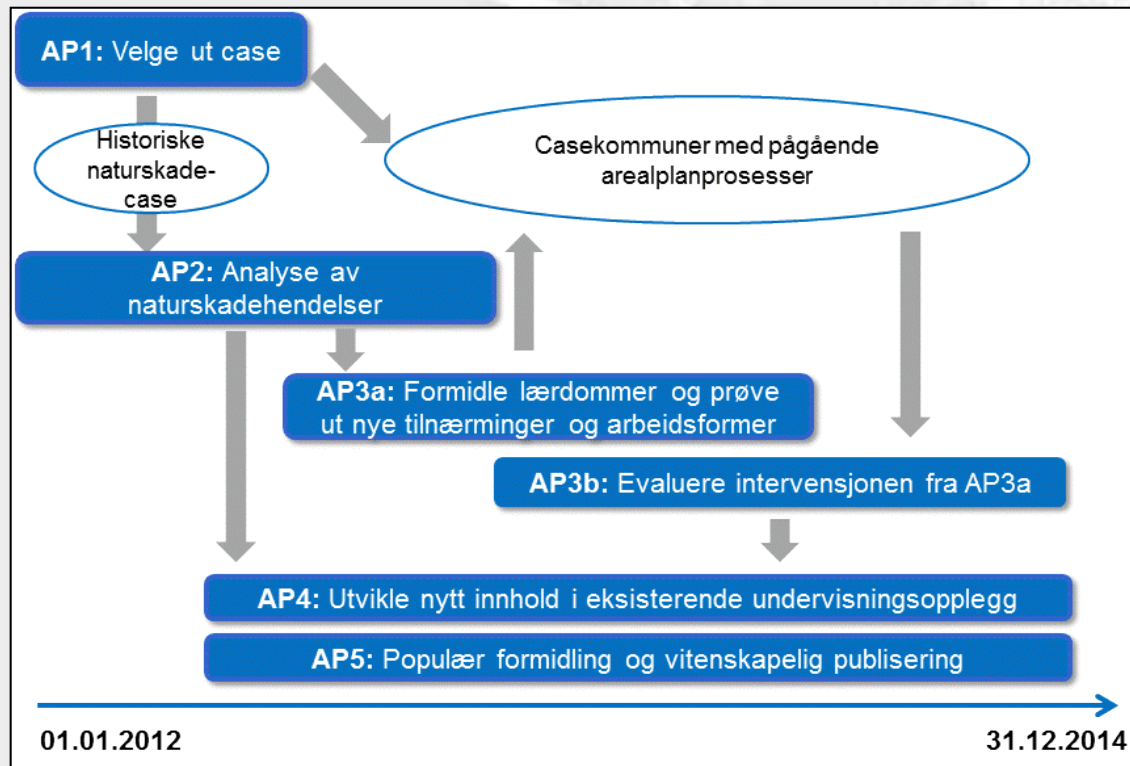 AP1: Velge ut case
Historiske
naturskade-
case
Casekommuner med pågående
arealplanprosesser
AP2: Analyse av
naturskadehendelser
AP3a: Formidle lærdommer og prøve
ut nye tilnærminger og arbeidsformer
AP3b: Evaluere intervensjonen fra AP3a
AP4: Utvikle nytt innhold i eksisterende undervisningsopplegg
AP5: Populær formidling og vitenskapelig publisering
01.01.2012
31.12.2014